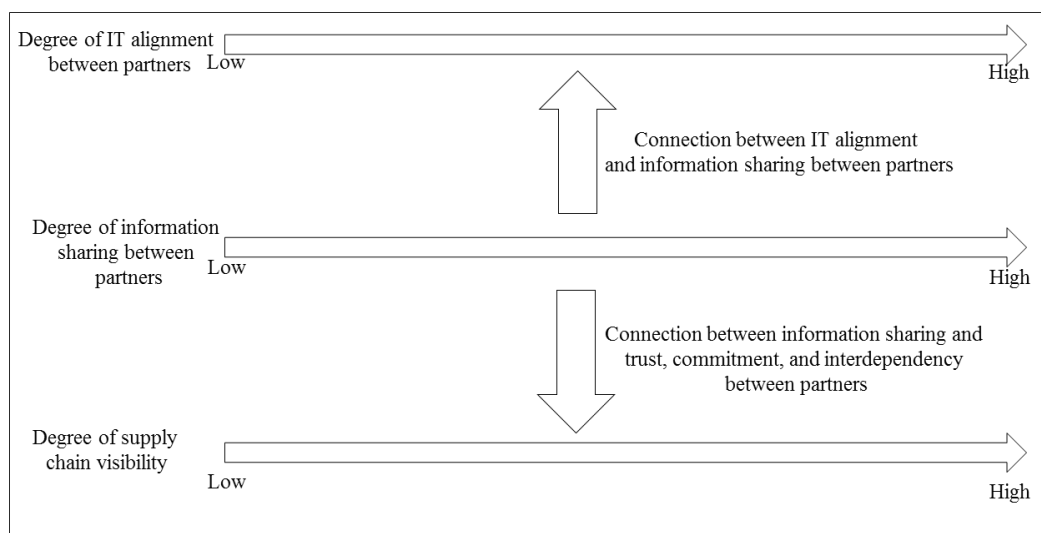 Degree of IT alignment
between partners
Low
High
Connection between IT alignment
and information sharing between partners
Degree of information
sharing between
partners
Low
High
Connection between information sharing and
trust, commitment, and interdependency
between partners
Degree of supply
chain visibility
Low
High